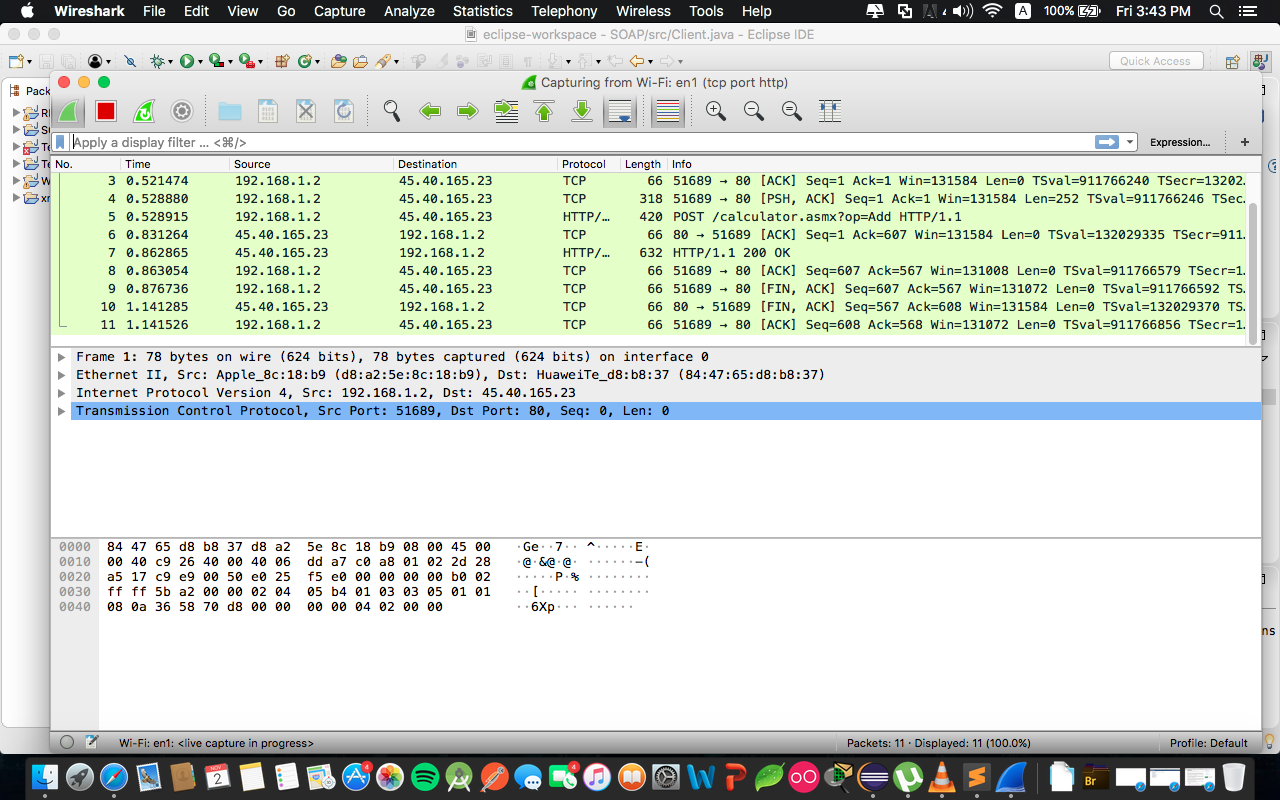 Wireshark File Edit View Go Capture Analyze Statistics Telephony Wireless Tools Help A 100% Fri 3:43 PM
eclipse-workspace - SOAP/src/Client.java - Eclipse IDE
Quick Access
Pack
Capturing from Wi-Fi: en1 (tcp port http)
Apply a display filter ... <⌘/> Expression... +
No. Time Source Destination Protocol Length Info
3 0.521474 192.168.1.2 45.40.165.23 TCP 66 51689 → 80 [ACK] Seq=1 Ack=1 Win=131584 Len=0 TSval=911766240 TSecr=13202…
4 0.528880 192.168.1.2 45.40.165.23 TCP 318 51689 → 80 [PSH, ACK] Seq=1 Ack=1 Win=131584 Len=252 TSval=911766246 TSec…
5 0.528915 192.168.1.2 45.40.165.23 HTTP/… 420 POST /calculator.asmx?op=Add HTTP/1.1
6 0.831264 45.40.165.23 192.168.1.2 TCP 66 80 → 51689 [ACK] Seq=1 Ack=607 Win=131584 Len=0 TSval=132029335 TSecr=911…
7 0.862865 45.40.165.23 192.168.1.2 HTTP/… 632 HTTP/1.1 200 OK
8 0.863054 192.168.1.2 45.40.165.23 TCP 66 51689 → 80 [ACK] Seq=607 Ack=567 Win=131008 Len=0 TSval=911766579 TSecr=1…
9 0.876736 192.168.1.2 45.40.165.23 TCP 66 51689 → 80 [FIN, ACK] Seq=607 Ack=567 Win=131072 Len=0 TSval=911766592 TS…
10 1.141285 45.40.165.23 192.168.1.2 TCP 66 80 → 51689 [FIN, ACK] Seq=567 Ack=608 Win=131584 Len=0 TSval=132029370 TS…
11 1.141526 192.168.1.2 45.40.165.23 TCP 66 51689 → 80 [ACK] Seq=608 Ack=568 Win=131072 Len=0 TSval=911766856 TSecr=1…
Frame 1: 78 bytes on wire (624 bits), 78 bytes captured (624 bits) on interface 0
Ethernet II, Src: Apple_8c:18:b9 (d8:a2:5e:8c:18:b9), Dst: HuaweiTe_d8:b8:37 (84:47:65:d8:b8:37)
Internet Protocol Version 4, Src: 192.168.1.2, Dst: 45.40.165.23
Transmission Control Protocol, Src Port: 51689, Dst Port: 80, Seq: 0, Len: 0
0000 84 47 65 d8 b8 37 d8 a2 5e 8c 18 b9 08 00 45 00 ·Ge··7·· ^·····E·
0010 00 40 c9 26 40 00 40 06 dd a7 c0 a8 01 02 2d 28 ·@·&@·@· ······-(
0020 a5 17 c9 e9 00 50 e0 25 f5 e0 00 00 00 00 b0 02 ·····P·% ········
0030 ff ff 5b a2 00 00 02 04 05 b4 01 03 03 05 01 01 ··[····· ········
0040 08 0a 36 58 70 d8 00 00 00 00 04 02 00 00 ··6Xp··· ······
ns
Wi-Fi: en1: <live capture in progress> Packets: 11 · Displayed: 11 (100.0%) Profile: Default
NOV
2
4
4
Br